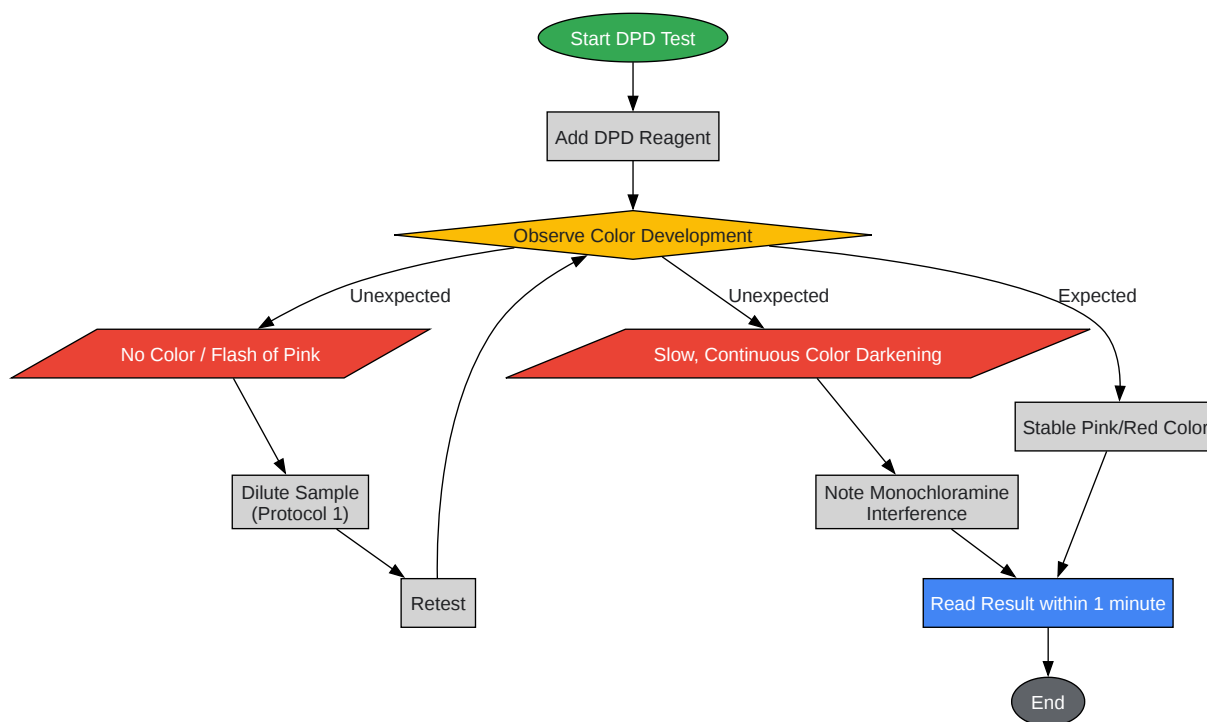 Start DPD Test
Add DPD Reagent
Observe Color Development
Unexpected
Unexpected
Expected
No Color / Flash of Pink
Slow, Continuous Color Darkening
Stable Pink/Red Color
Dilute Sample
(Protocol 1)
Note Monochloramine
Interference
Retest
Read Result within 1 minute
End